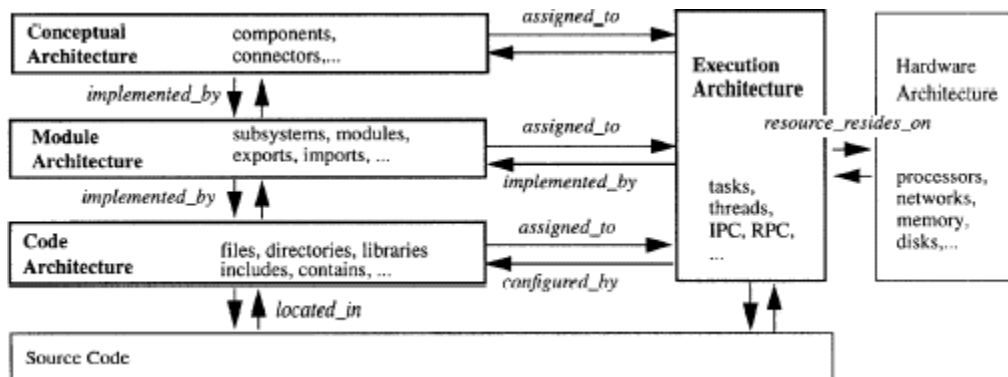 Conceptual
Architecture
components,
connectors,...
assigned_to
implemented_by
Module
Architecture
subsystems, modules,
exports, imports, ...
assigned_to
implemented_by
implemented_by
Code
Architecture
files, directories, libraries
includes, contains, ...
assigned_to
configured_by
located_in
Source Code
Execution
Architecture
tasks,
threads,
IPC, RPC,
...
resource_resides_on
Hardware
Architecture
processors,
networks,
memory,
disks,...